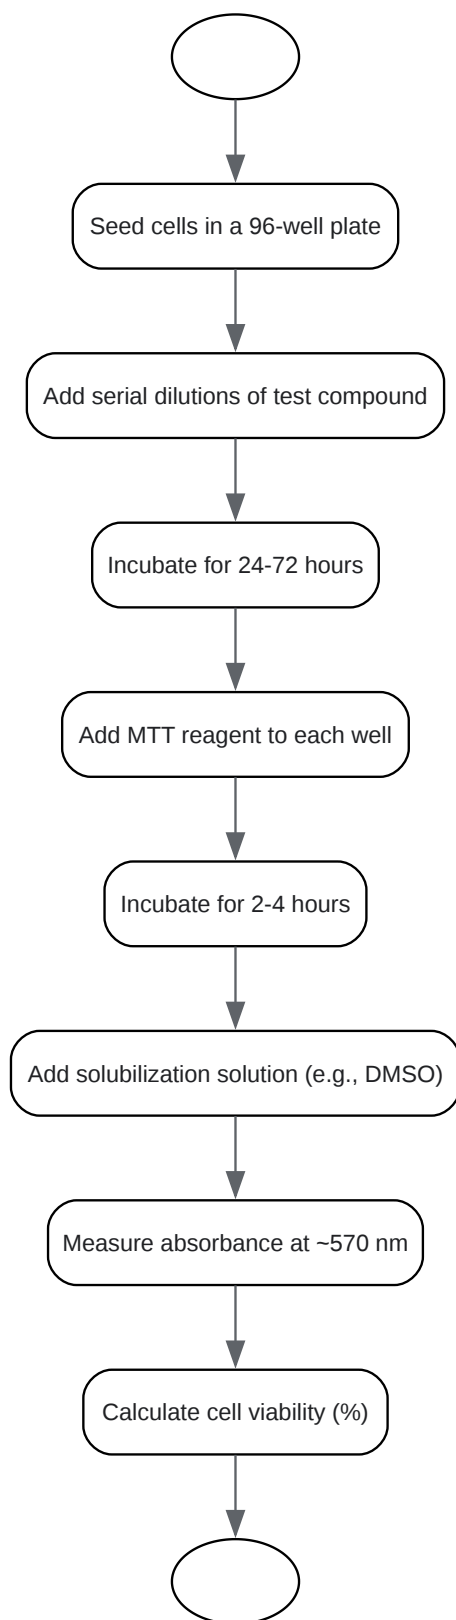 Seed cells in a 96-well plate
Add serial dilutions of test compound
Incubate for 24-72 hours
Add MTT reagent to each well
Incubate for 2-4 hours
Add solubilization solution (e.g., DMSO)
Measure absorbance at ~570 nm
Calculate cell viability (%)